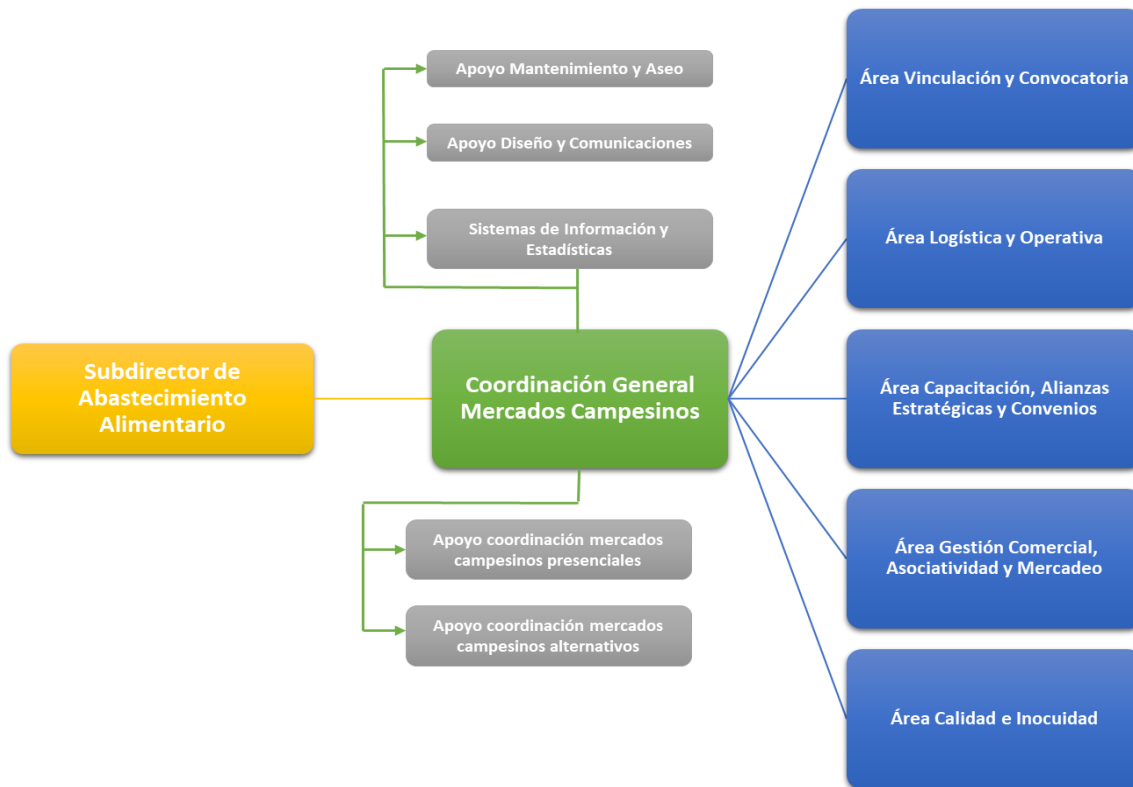 Apoyo Mantenimiento y Aseo
Apoyo Diseño y Comunicaciones
Sistemas de Información y
Estadísticas
Subdirector de
Abastecimiento
Alimentario
Coordinación General
Mercados Campesinos
Apoyo coordinación mercados
campesinos presenciales
Apoyo coordinación mercados
campesinos alternativos
Área Vinculación y Convocatoria
Área Logística y Operativa
Área Capacitación, Alianzas
Estratégicas y Convenios
Área Gestión Comercial,
Asociatividad y Mercadeo
Área Calidad e Inocuidad